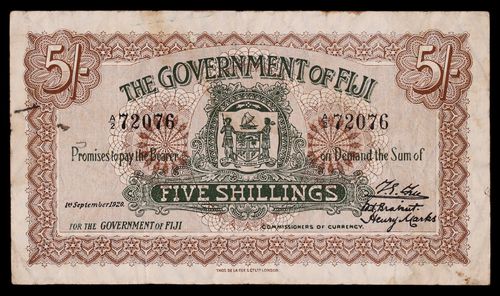 5/- 5/-
THE GOVERNMENT OF FIJI
A/2 72076 A/2 72076
Promises to pay the Bearer on Demand the Sum of
FIVE SHILLINGS
1st September 1920.
FOR THE GOVERNMENT OF FIJI
Henry Marks
COMMISSIONERS OF CURRENCY.
5/- 5/-
THOS DE LA RUE & CO LTD LONDON.